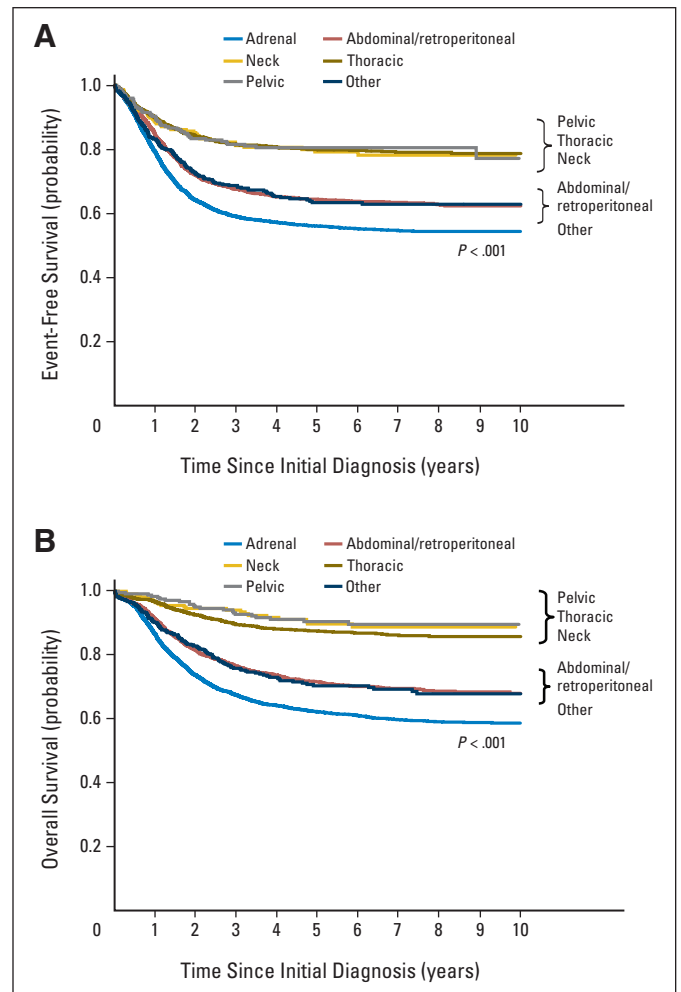 A
Adrenal Abdominal/retroperitoneal
Neck Thoracic
Pelvic Other
Event-Free Survival (probability)
1.0
0.8
0.6
0.4
0.2
Pelvic
Thoracic
Neck
Abdominal/
retroperitoneal
Other
P < .001
0 1 2 3 4 5 6 7 8 9 10
Time Since Initial Diagnosis (years)
B
Adrenal Abdominal/retroperitoneal
Neck Thoracic
Pelvic Other
Overall Survival (probability)
1.0
0.8
0.6
0.4
0.2
Pelvic
Thoracic
Neck
Abdominal/
retroperitoneal
Other
P < .001
0 1 2 3 4 5 6 7 8 9 10
Time Since Initial Diagnosis (years)